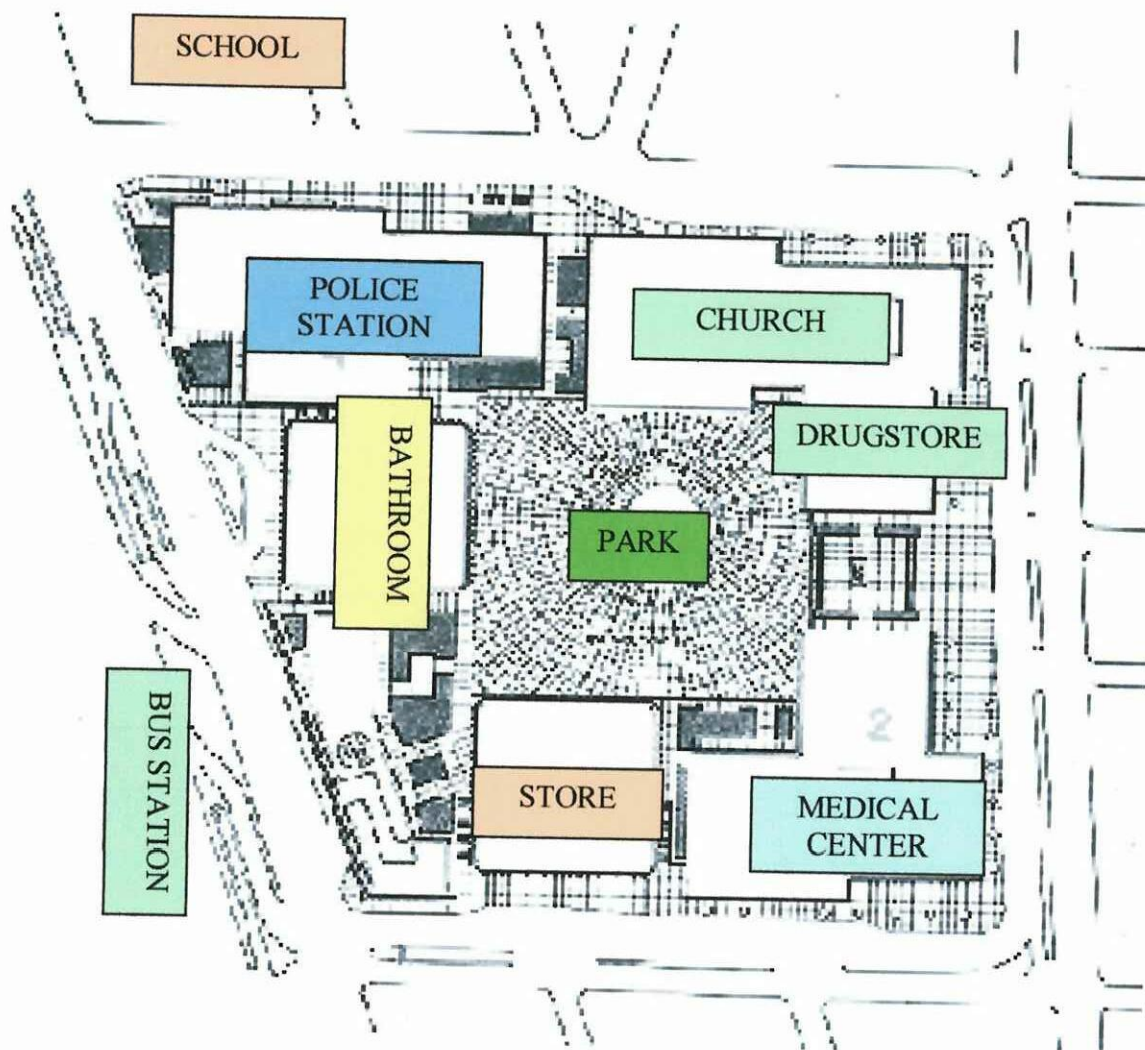 SCHOOL
POLICE
STATION
CHURCH
BATHROOM
DRUGSTORE
PARK
BUS STATION
2
STORE
MEDICAL
CENTER